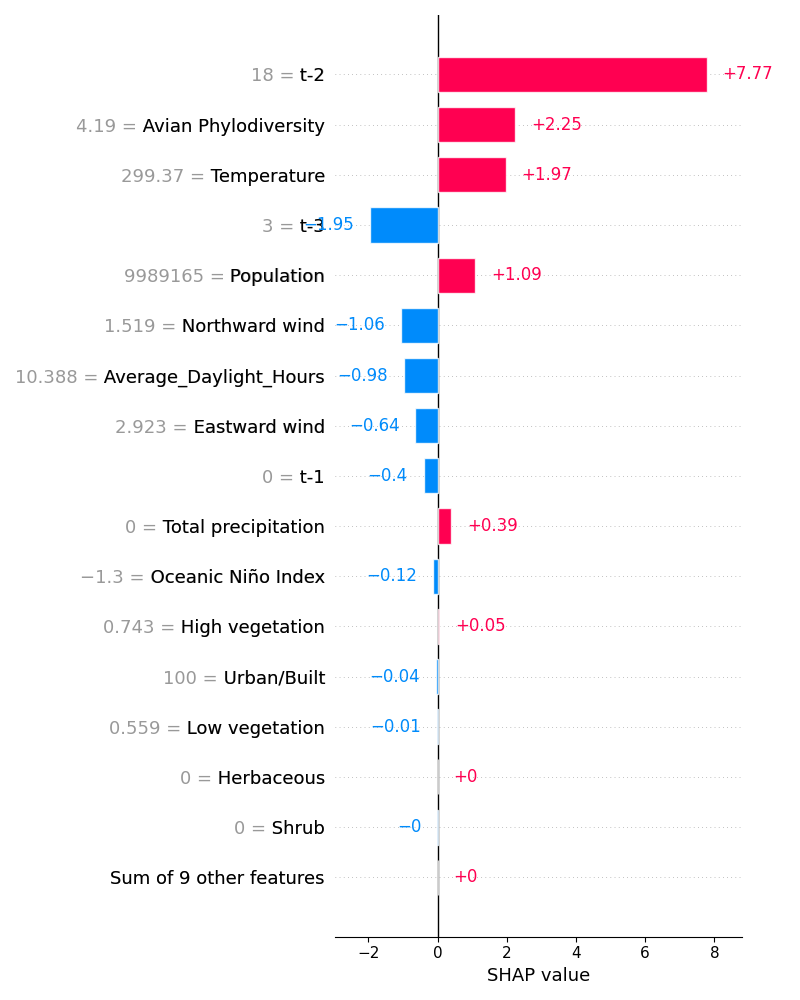 18 = t-2 +7.77
4.19 = Avian Phylodiversity +2.25
299.37 = Temperature +1.97
3 = t-3 −1.95
9989165 = Population +1.09
1.519 = Northward wind −1.06
10.388 = Average_Daylight_Hours −0.98
2.923 = Eastward wind −0.64
0 = t-1 −0.4
0 = Total precipitation +0.39
−1.3 = Oceanic Niño Index −0.12
0.743 = High vegetation +0.05
100 = Urban/Built −0.04
0.559 = Low vegetation −0.01
0 = Herbaceous +0
0 = Shrub −0
Sum of 9 other features +0
−2 0 2 4 6 8
SHAP value